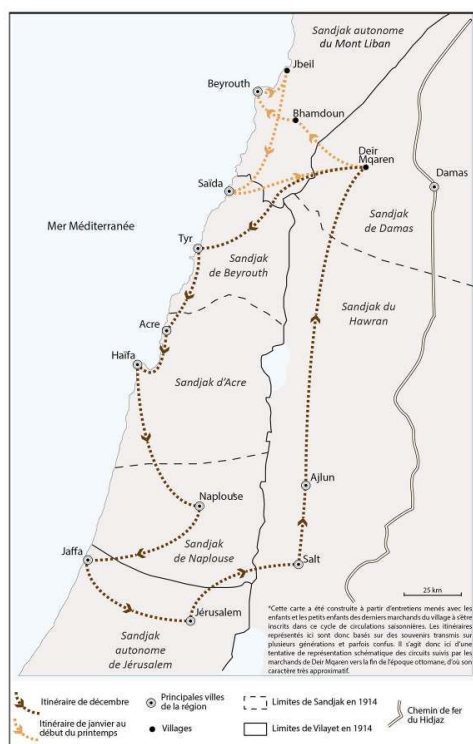 Sandjak autonome
du Mont Liban
Jbeil
Beyrouth
Bhamdoun
Deir
Mqaren
Damas
Saïda
Mer Méditerranée
Sandjak
de Damas
Tyr
Sandjak
de Beyrouth
Sandjak du
Hawran
Acre
Haïfa
Sandjak d'Acre
Ajlun
Naplouse
Jaffa
Sandjak
de Naplouse
Salt
25 km
Jérusalem
Sandjak
autonome
de Jérusalem
*Cette carte a été construite à partir d'entretiens menés avec les
enfants et les petits enfants des derniers marchands du village à s'être
inscrits dans ce cycle de circulations saisonnières. Les itinéraires
représentés ici sont donc basés sur des souvenirs transmis sur
plusieurs générations et parfois confus. Il s'agit donc ici d'une
tentative de représentation schématique des circuits suivis par les
marchands de Deir Mqaren vers la fin de l'époque ottomane, d'où son
caractère très approximatif.
Itinéraire de décembre
Itinéraire de janvier au
début du printemps
Principales villes
de la région
Villages
Limites de Sandjak en 1914
Limites de Vilayet en 1914
Chemin de fer
du Hidjaz